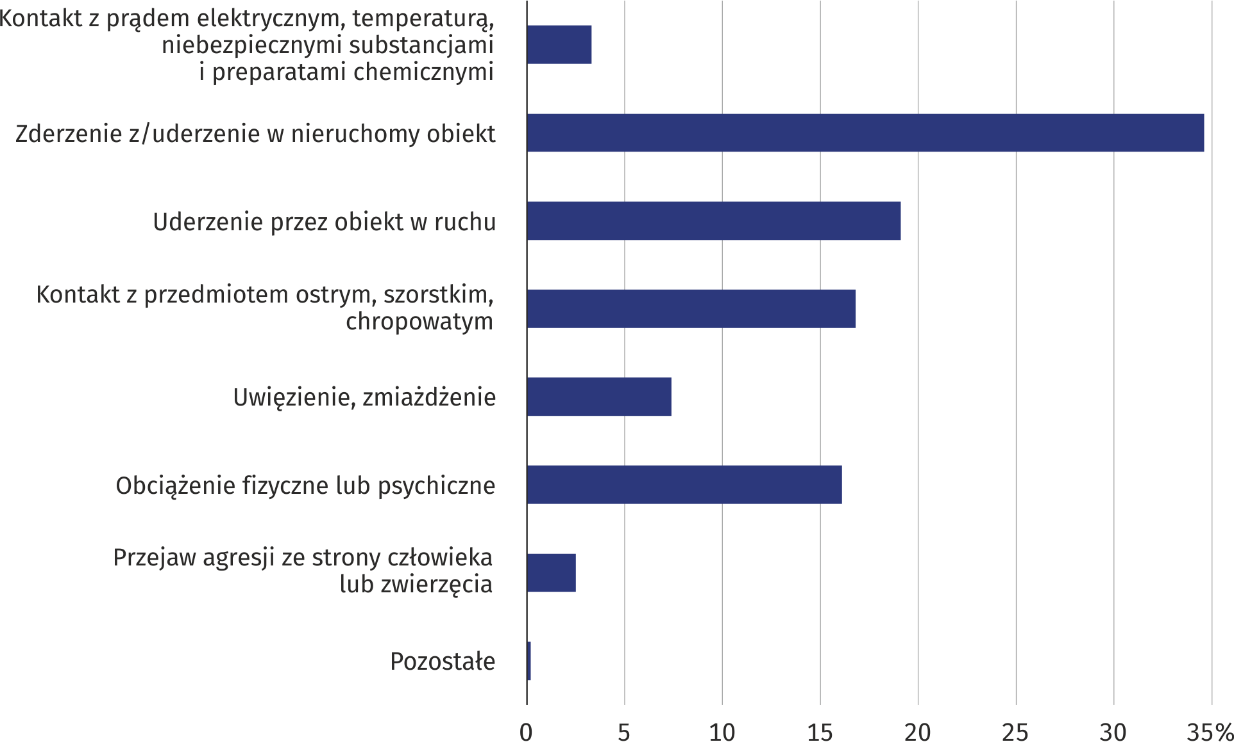 Kontakt z prądem elektrycznym, temperaturą,
niebezpiecznymi substancjami
i preparatami chemicznymi
Zderzenie z/uderzenie w nieruchomy obiekt
Uderzenie przez obiekt w ruchu
Kontakt z przedmiotem ostrym, szorstkim,
chropowatym
Uwięzienie, zmiażdżenie
Obciążenie fizyczne lub psychiczne
Przejaw agresji ze strony człowieka
lub zwierzęcia
Pozostałe
0 5 10 15 20 25 30 35%